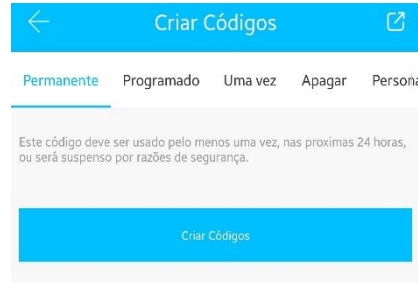 Criar Códigos
Permanente Programado Uma vez Apagar Persona
Este código deve ser usado pelo menos uma vez, nas proximas 24 horas,
ou será suspenso por razões de segurança.
Criar Códigos